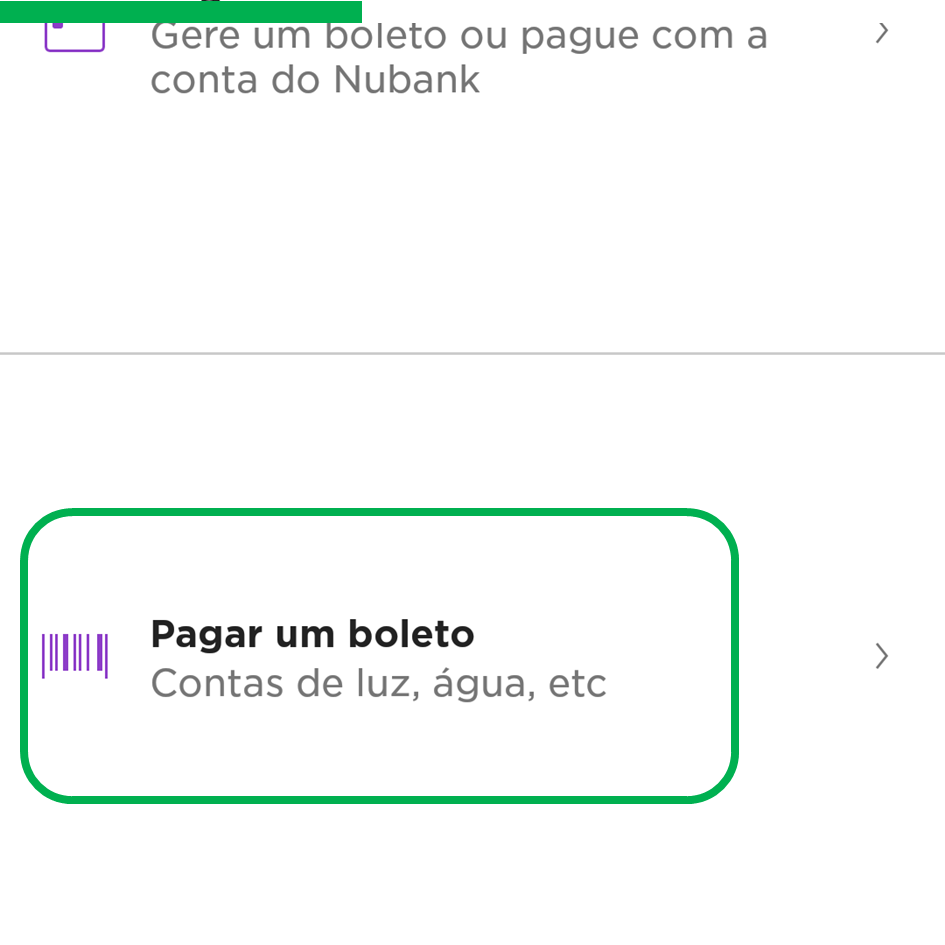 Gere um boleto ou pague com a
conta do Nubank
Pagar um boleto
Contas de luz, água, etc